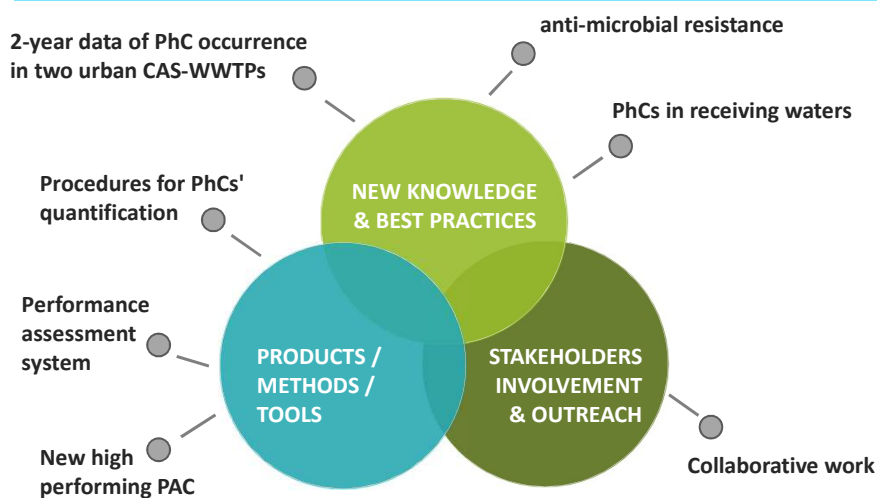 anti-microbial resistance
2-year data of PhC occurrence
in two urban CAS-WWTPs
PhCs in receiving waters
Procedures for PhCs'
quantification
NEW KNOWLEDGE
& BEST PRACTICES
Performance
assessment
system
PRODUCTS /
METHODS /
TOOLS
STAKEHOLDERS
INVOLVEMENT
& OUTREACH
New high
performing PAC
Collaborative work